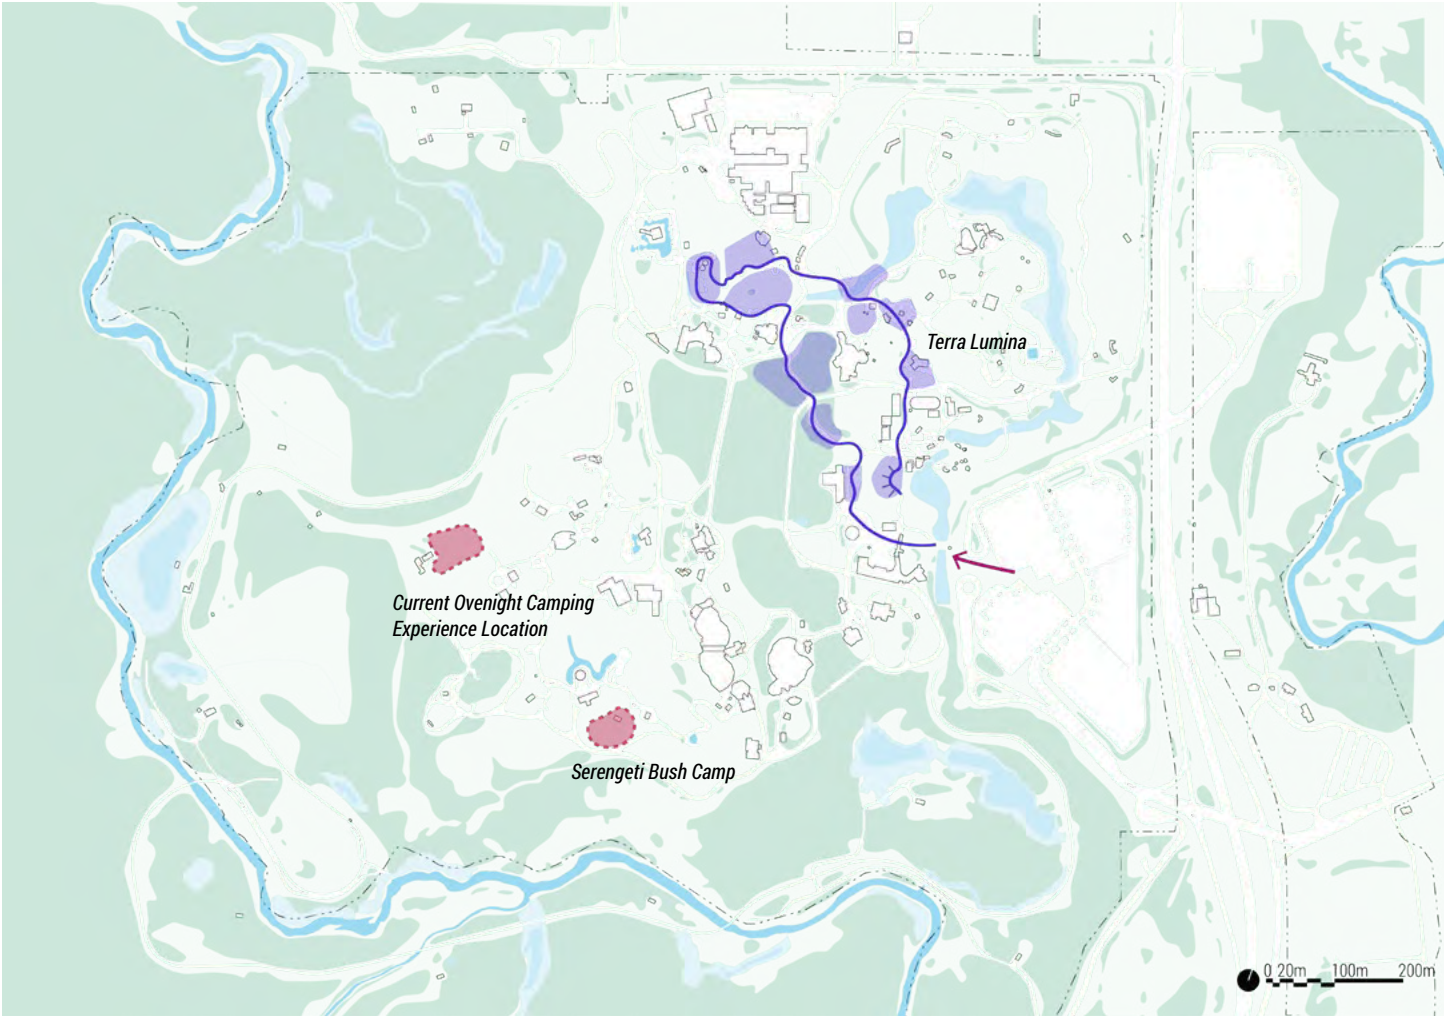 Terra Lumina
Current Ovenight Camping
Experience Location
Serengeti Bush Camp
0 20m 100m 200m